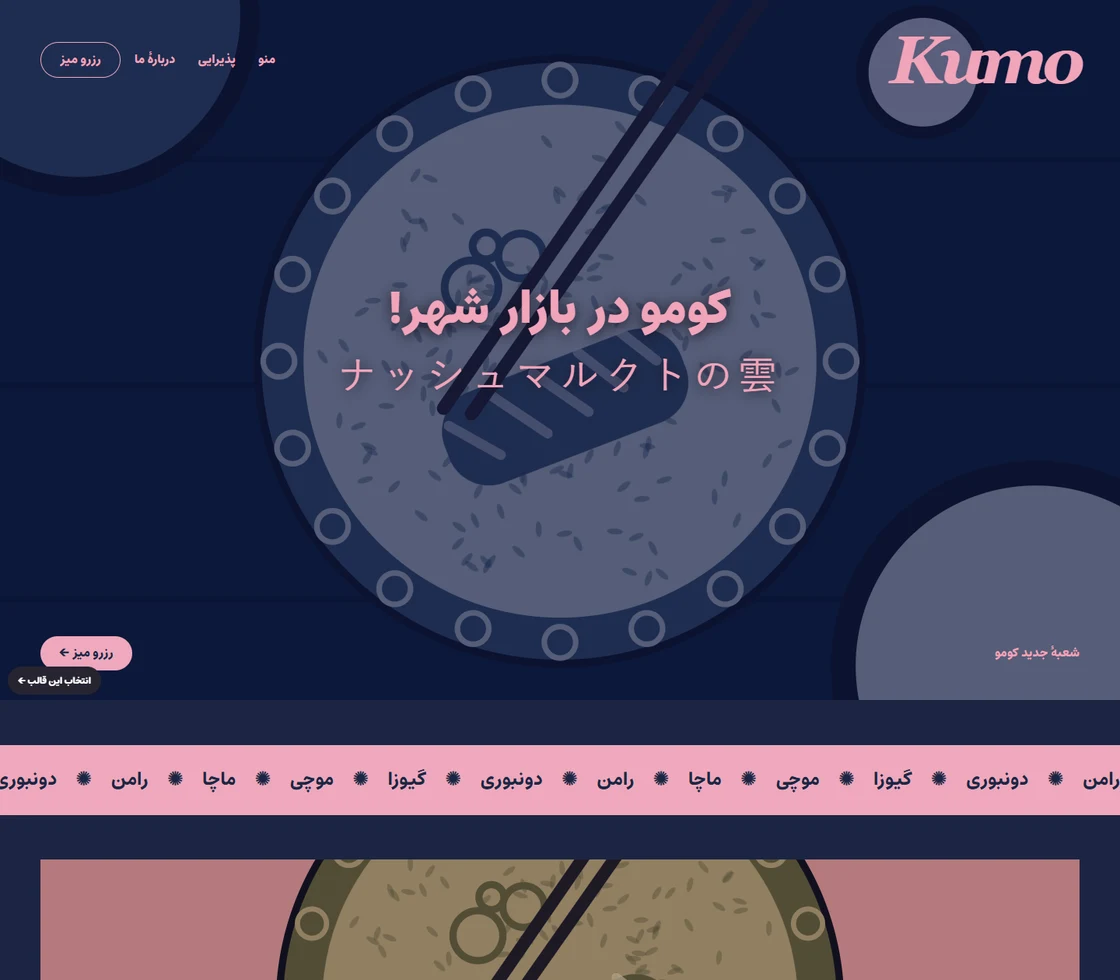 Kumo
منو
پذیرایی
دربارهٔ ما
رزرو میز
کومو در بازار شهر!
ナッシュマルクトの雲
شعبهٔ جدید کومو
رزرو میز ←
انتخاب این قالب ←
رامن ✺ دونبوری ✺ گیوزا ✺ موچی ✺ ماچا ✺ رامن ✺ دونبوری ✺ گیوزا ✺ موچی ✺ ماچا ✺ رامن ✺ دونبوری